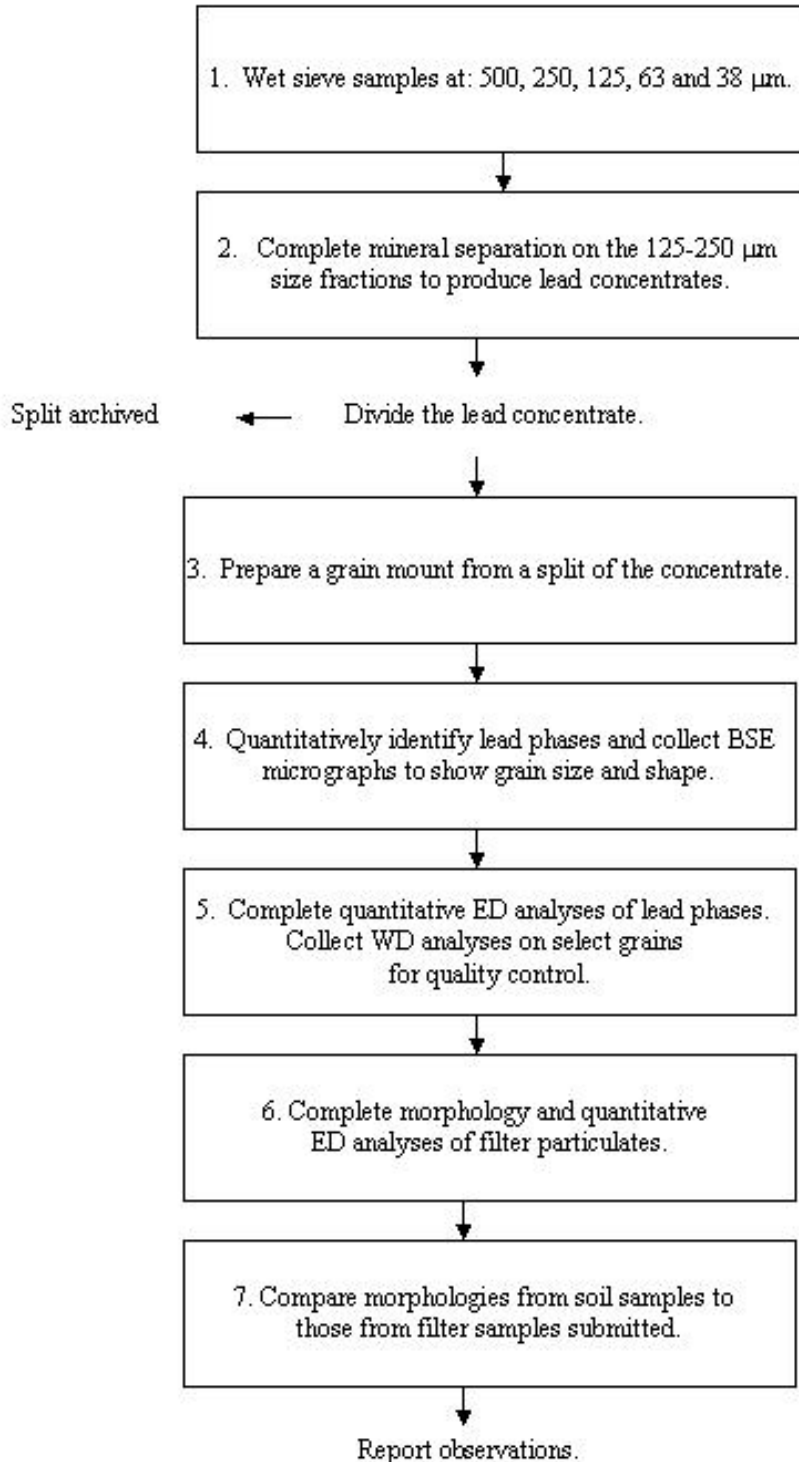 1. Wet sieve samples at: 500, 250, 125, 63 and 38 µm.
2. Complete mineral separation on the 125-250 µm
size fractions to produce lead concentrates.
Split archived
Divide the lead concentrate.
3. Prepare a grain mount from a split of the concentrate.
4. Quantitatively identify lead phases and collect BSE
micrographs to show grain size and shape.
5. Complete quantitative ED analyses of lead phases.
Collect WD analyses on select grains
for quality control.
6. Complete morphology and quantitative
ED analyses of filter particulates.
7. Compare morphologies from soil samples to
those from filter samples submitted.
Report observations.